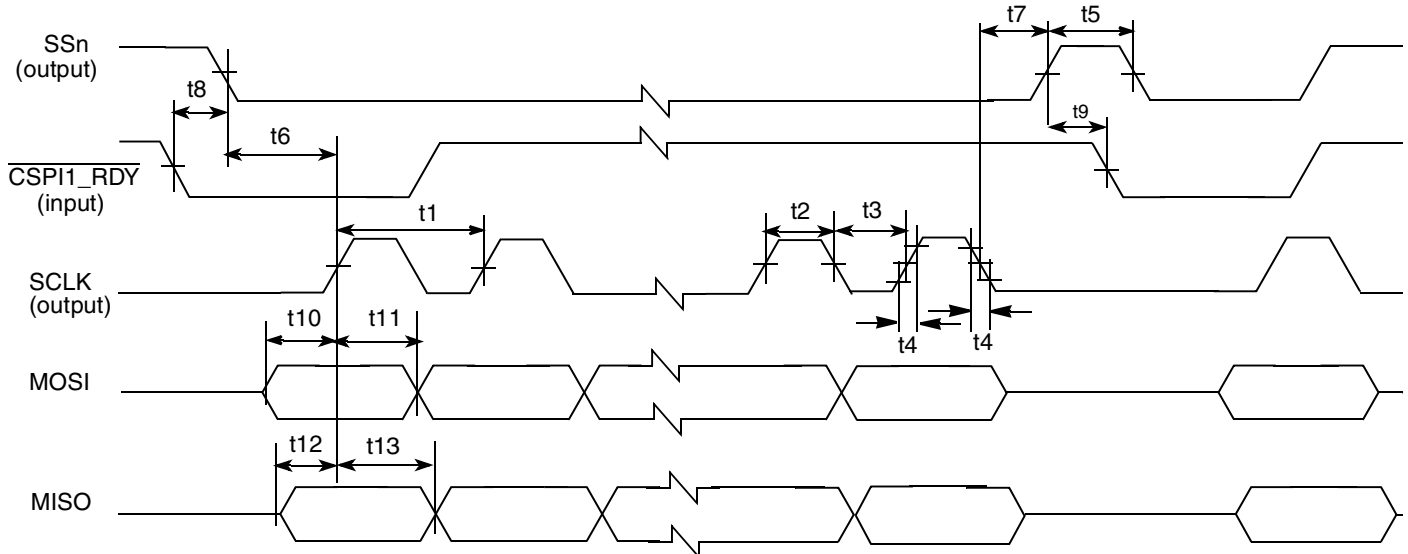 t7
t5
SSn
(output)
t8
t9
t6
CSPI1_RDY
(input)
t1
t2
t3
SCLK
(output)
t10
t11
t4
t4
MOSI
t12
t13
MISO